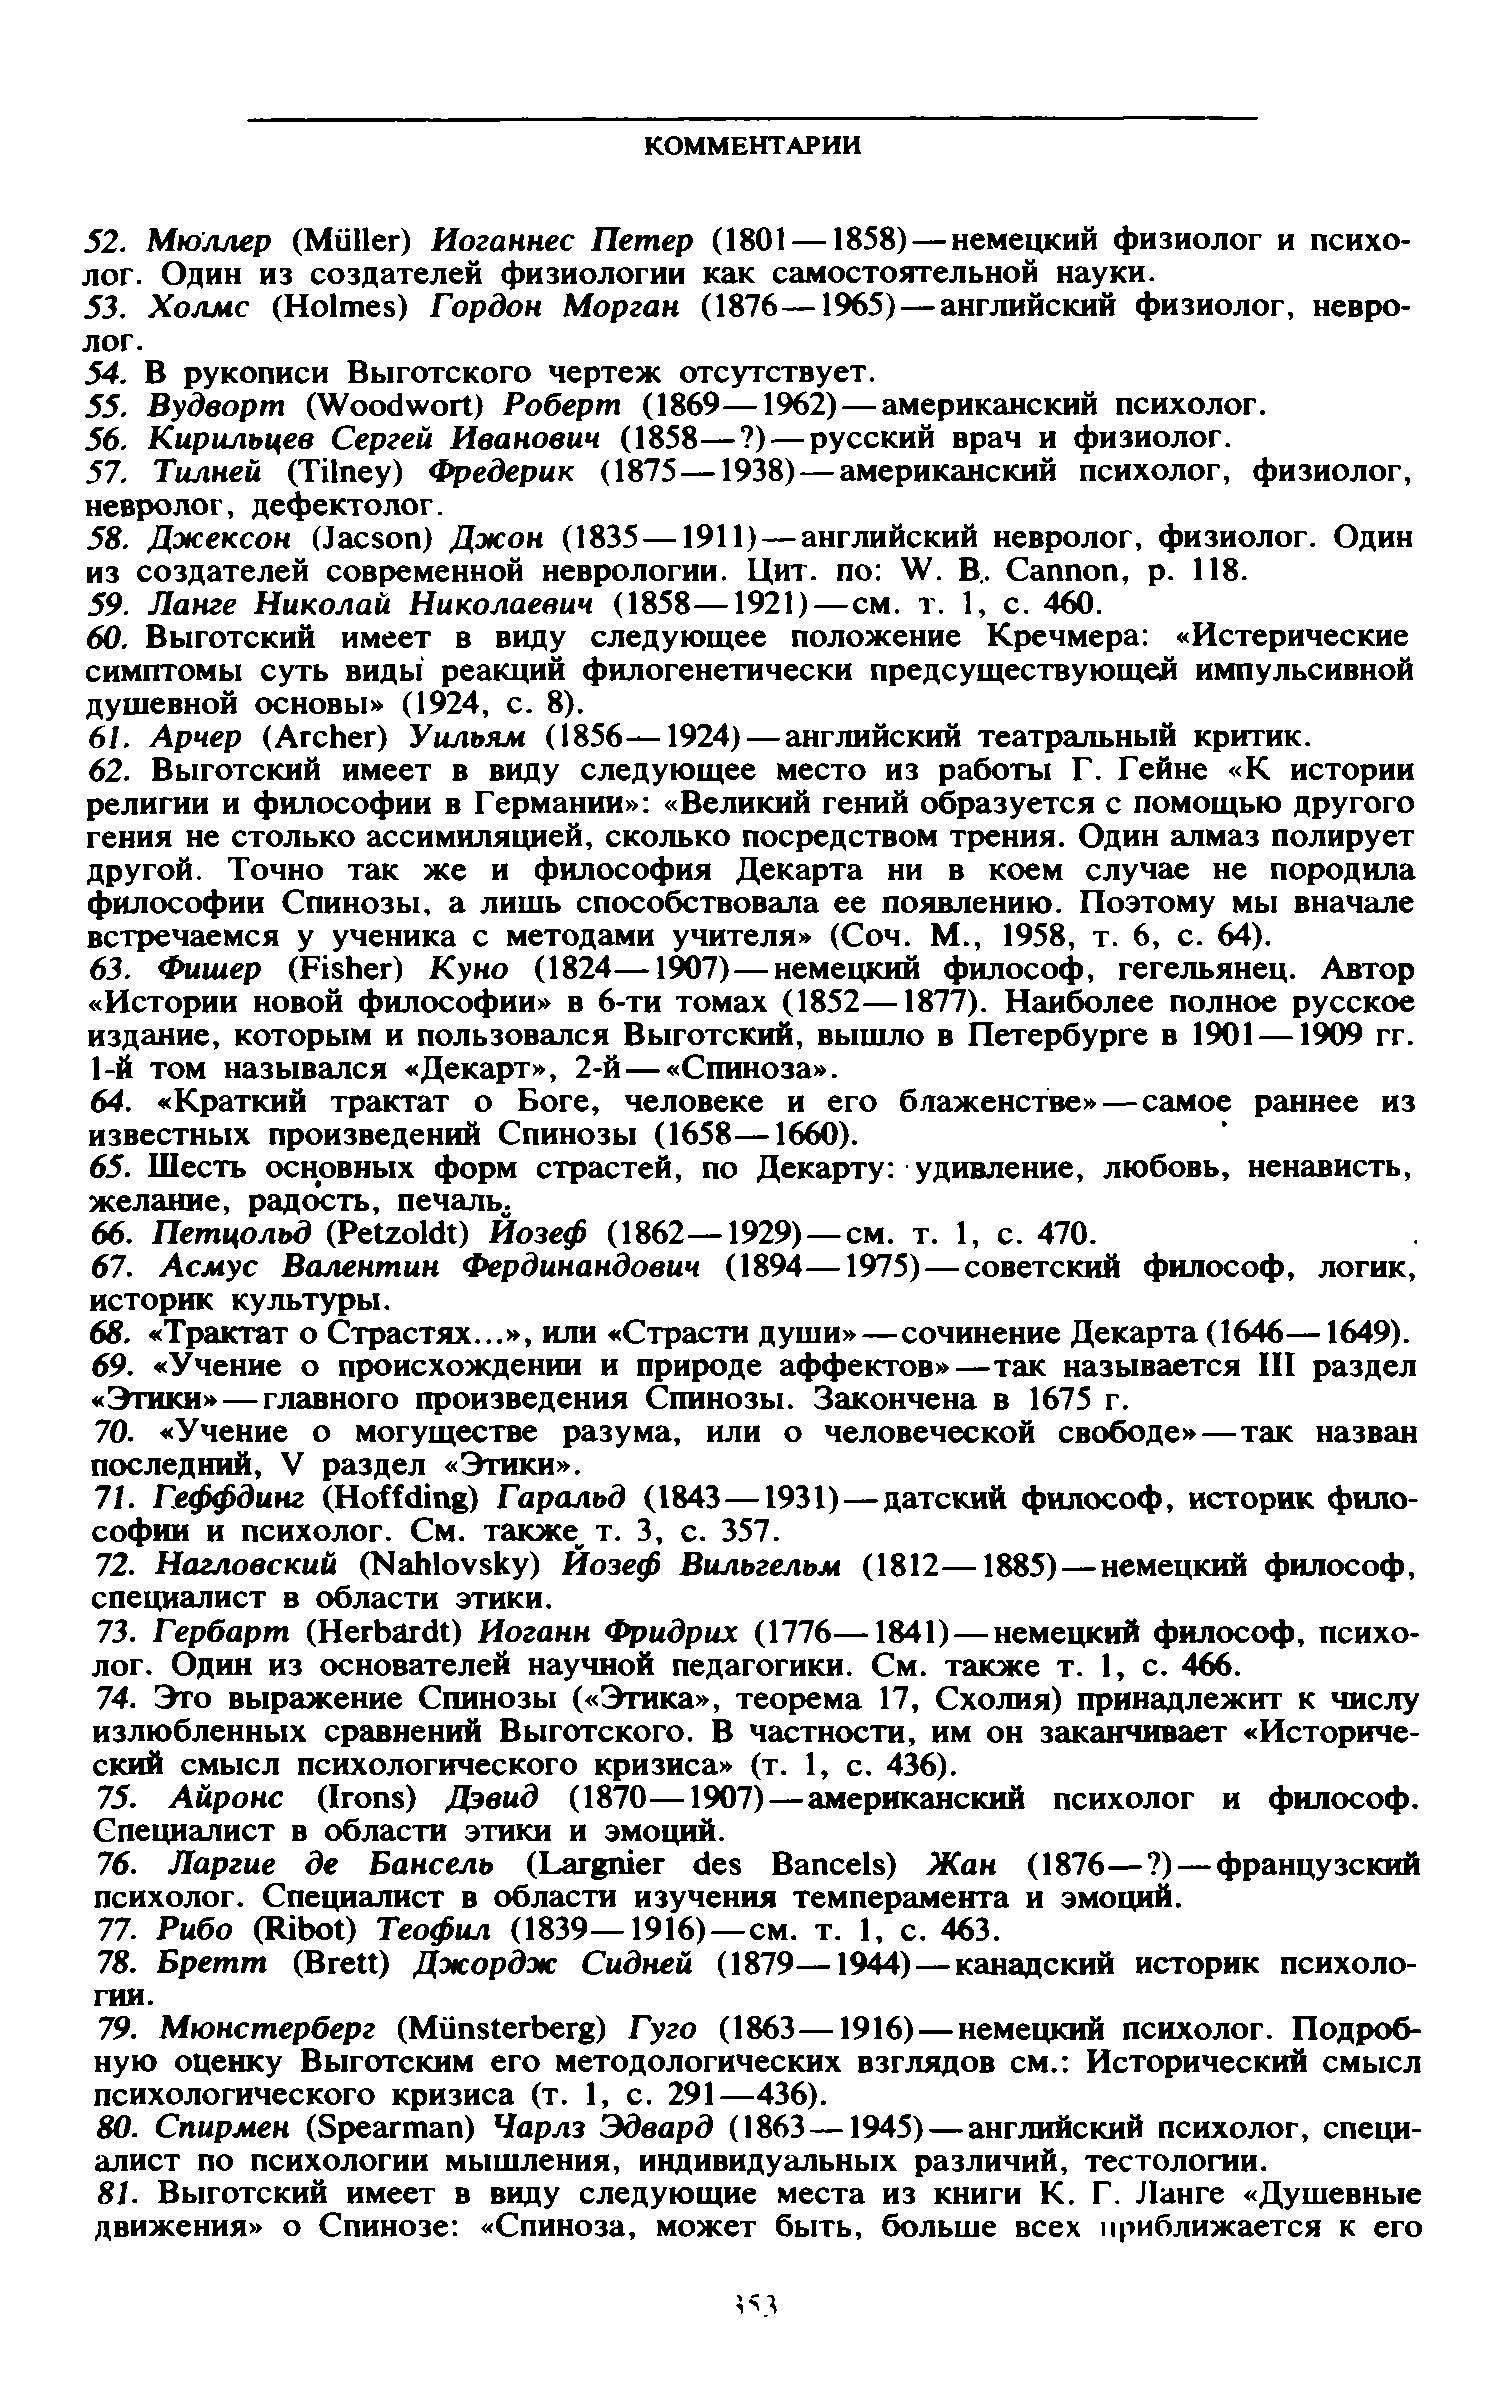 КОММЕНТАРИИ
52. Мюллер (Müller) Иоганнес Петер (1801—1858)—немецкий физиолог и психо-
лог. Один из создателей физиологии как самостоятельной науки.
53. Холмс (Holmes) Гордон Морган (1876—1965)—английский физиолог, невро-
лог.
54. В рукописи Выготского чертеж отсутствует.
55. Вудворт (Woodwort) Роберт (1869—1962)—американский психолог.
56. Кирильцев Сергей Иванович (1858—?)—русский врач и физиолог.
57. Тилней (Tilney) Фредерик (1875—1938)—американский психолог, физиолог,
невролог, дефектолог.
58. Джексон (Jacson) Джон (1835—1911)—английский невролог, физиолог. Один
из создателей современной неврологии. Цит. по: W. B. Cannon, p. 118.
59. Ланге Николай Николаевич (1858—1921)—см. т. 1, с. 460.
60. Выготский имеет в виду следующее положение Кречмера: «Истерические
симптомы суть виды реакций филогенетически предсуществующей импульсивной
душевной основы» (1924, с. 8).
61. Арчер (Archer) Уильям (1856—1924)—английский театральный критик.
62. Выготский имеет в виду следующее место из работы Г. Гейне «К истории
религии и философии в Германии»: «Великий гений образуется с помощью другого
гения не столько ассимиляцией, сколько посредством трения. Один алмаз полирует
другой. Точно так же и философия Декарта ни в коем случае не породила
философии Спинозы, а лишь способствовала ее появлению. Поэтому мы вначале
встречаемся у ученика с методами учителя» (Соч. М., 1958, т. 6, с. 64).
63. Фишер (Fisher) Куно (1824—1907)—немецкий философ, гегельянец. Автор
«Истории новой философии» в 6-ти томах (1852—1877). Наиболее полное русское
издание, которым и пользовался Выготский, вышло в Петербурге в 1901—1909 гг.
1-й том назывался «Декарт», 2-й—«Спиноза».
64. «Краткий трактат о Боге, человеке и его блаженстве»—самое раннее из
известных произведений Спинозы (1658—1660).
65. Шесть основных форм страстей, по Декарту: удивление, любовь, ненависть,
желание, радость, печаль.
66. Петцольд (Petzoldt) Йозеф (1862—1929)—см. т. 1, с. 470.
67. Асмус Валентин Фердинандович (1894—1975)—советский философ, логик,
историк культуры.
68. «Трактат о Страстях...», или «Страсти души»—сочинение Декарта (1646—1649).
69. «Учение о происхождении и природе аффектов»—так называется III раздел
«Этики»—главного произведения Спинозы. Закончена в 1675 г.
70. «Учение о могуществе разума, или о человеческой свободе»—так назван
последний, V раздел «Этики».
71. Геффдинг (Hoffding) Гаральд (1843—1931)—датский философ, историк фило-
софии и психолог. См. также т. 3, с. 357.
72. Нагловский (Nahlovsky) Йозеф Вильгельм (1812—1885)—немецкий философ,
специалист в области этики.
73. Гербарт (Herbardt) Иоганн Фридрих (1776—1841)—немецкий философ, психо-
лог. Один из основателей научной педагогики. См. также т. 1, с. 466.
74. Это выражение Спинозы («Этика», теорема 17, Схолия) принадлежит к числу
излюбленных сравнений Выготского. В частности, им он заканчивает «Историче-
ский смысл психологического кризиса» (т. 1, с. 436).
75. Айронс (Irons) Дэвид (1870—1907)—американский психолог и философ.
Специалист в области этики и эмоций.
76. Ларгие де Бансель (Largnier des Bancels) Жан (1876—?)—французский
психолог. Специалист в области изучения темперамента и эмоций.
77. Рибо (Ribot) Теофил (1839—1916)—см. т. 1, с. 463.
78. Бретт (Brett) Джордж Сидней (1879—1944)—канадский историк психоло-
гии.
79. Мюнстерберг (Münsterberg) Гуго (1863—1916)—немецкий психолог. Подроб-
ную оценку Выготским его методологических взглядов см.: Исторический смысл
психологического кризиса (т. 1, с. 291—436).
80. Спирмен (Spearman) Чарлз Эдвард (1863—1945)—английский психолог, специ-
алист по психологии мышления, индивидуальных различий, тестологии.
81. Выготский имеет в виду следующие места из книги К. Г. Ланге «Душевные
движения» о Спинозе: «Спиноза, может быть, больше всех приближается к его
353